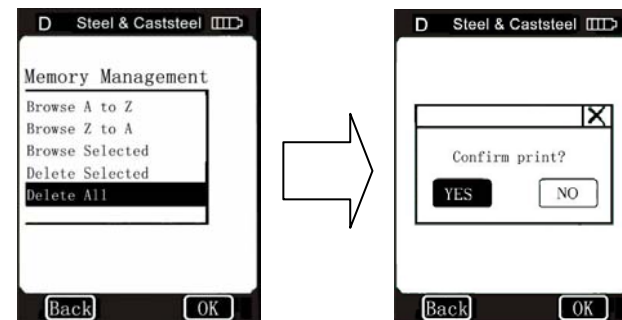 D Steel & Caststeel
Memory Management
Browse A to Z
Browse Z to A
Browse Selected
Delete Selected
Delete All
Back OK
D Steel & Caststeel
X
Confirm print?
YES NO
Back OK